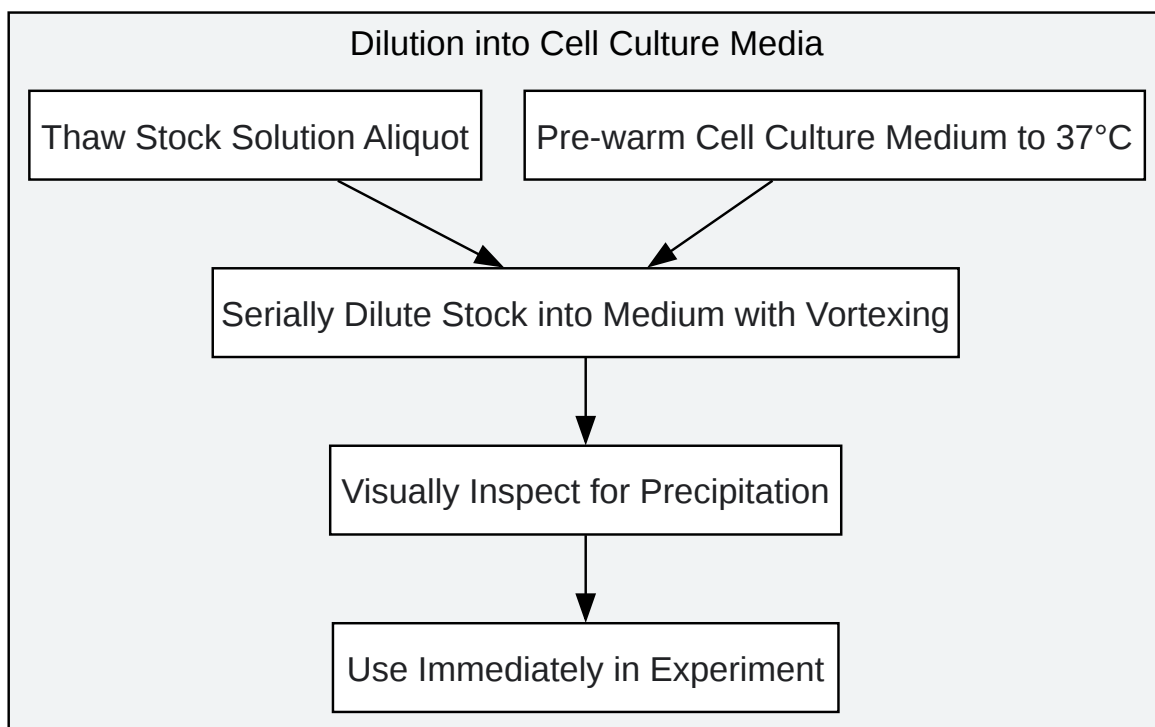 Dilution into Cell Culture Media
Thaw Stock Solution Aliquot
Pre-warm Cell Culture Medium to 37°C
Serially Dilute Stock into Medium with Vortexing
Visually Inspect for Precipitation
Use Immediately in Experiment